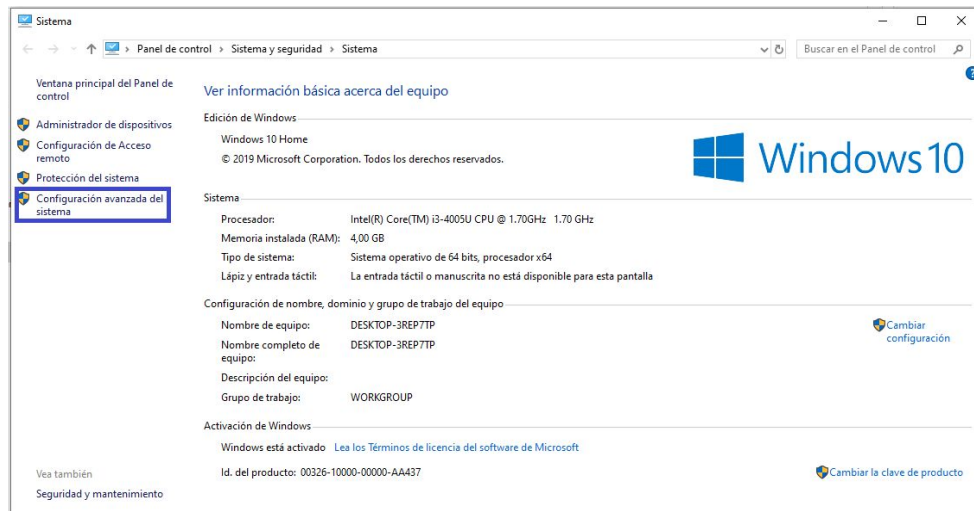 Sistema
Panel de control > Sistema y seguridad > Sistema
Buscar en el Panel de control
?
Ventana principal del Panel de
control
Administrador de dispositivos
Configuración de Acceso
remoto
Protección del sistema
Configuración avanzada del
sistema
Vea también
Seguridad y mantenimiento
Ver información básica acerca del equipo
Edición de Windows
Windows 10 Home
© 2019 Microsoft Corporation. Todos los derechos reservados.
Windows 10
Sistema
Procesador: Intel(R) Core(TM) i3-4005U CPU @ 1.70GHz 1.70 GHz
Memoria instalada (RAM): 4,00 GB
Tipo de sistema: Sistema operativo de 64 bits, procesador x64
Lápiz y entrada táctil: La entrada táctil o manuscrita no está disponible para esta pantalla
Configuración de nombre, dominio y grupo de trabajo del equipo
Nombre de equipo: DESKTOP-3REP7TP
Cambiar
configuración
Nombre completo de DESKTOP-3REP7TP
equipo:
Descripción del equipo:
Grupo de trabajo: WORKGROUP
Activación de Windows
Windows está activado Lea los Términos de licencia del software de Microsoft
Id. del producto: 00326-10000-00000-AA437
Cambiar la clave de producto